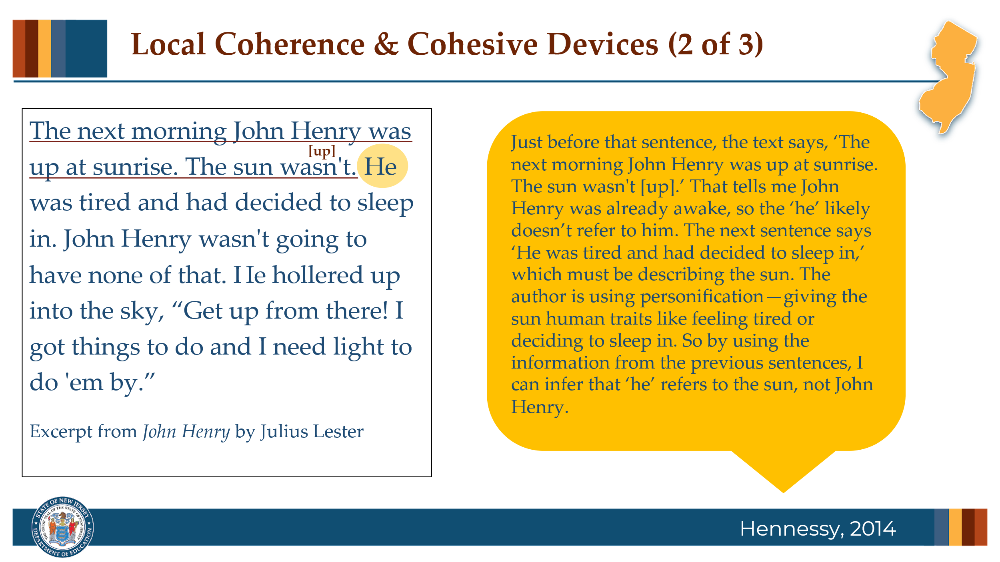 Local Coherence & Cohesive Devices (2 of 3)
The next morning John Henry was
[up]
up at sunrise. The sun wasn't. He
was tired and had decided to sleep
in. John Henry wasn't going to
have none of that. He hollered up
into the sky, “Get up from there! I
got things to do and I need light to
do 'em by.”
Excerpt from John Henry by Julius Lester
Just before that sentence, the text says, ‘The
next morning John Henry was up at sunrise.
The sun wasn't [up].’ That tells me John
Henry was already awake, so the ‘he’ likely
doesn’t refer to him. The next sentence says
‘He was tired and had decided to sleep in,’
which must be describing the sun. The
author is using personification—giving the
sun human traits like feeling tired or
deciding to sleep in. So by using the
information from the previous sentences, I
can infer that ‘he’ refers to the sun, not John
Henry.
STATE OF NEW JERSEY
THE GREAT SEAL OF THE STATE OF NEW JERSEY
DEPARTMENT OF EDUCATION
Hennessy, 2014